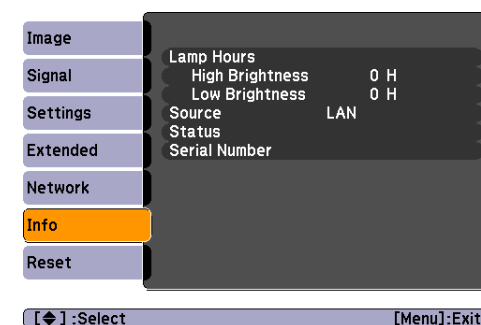 Image
Signal
Settings
Extended
Network
Info
Reset
Lamp Hours
High Brightness 0 H
Low Brightness 0 H
Source LAN
Status
Serial Number
[◆] :Select [Menu]:Exit